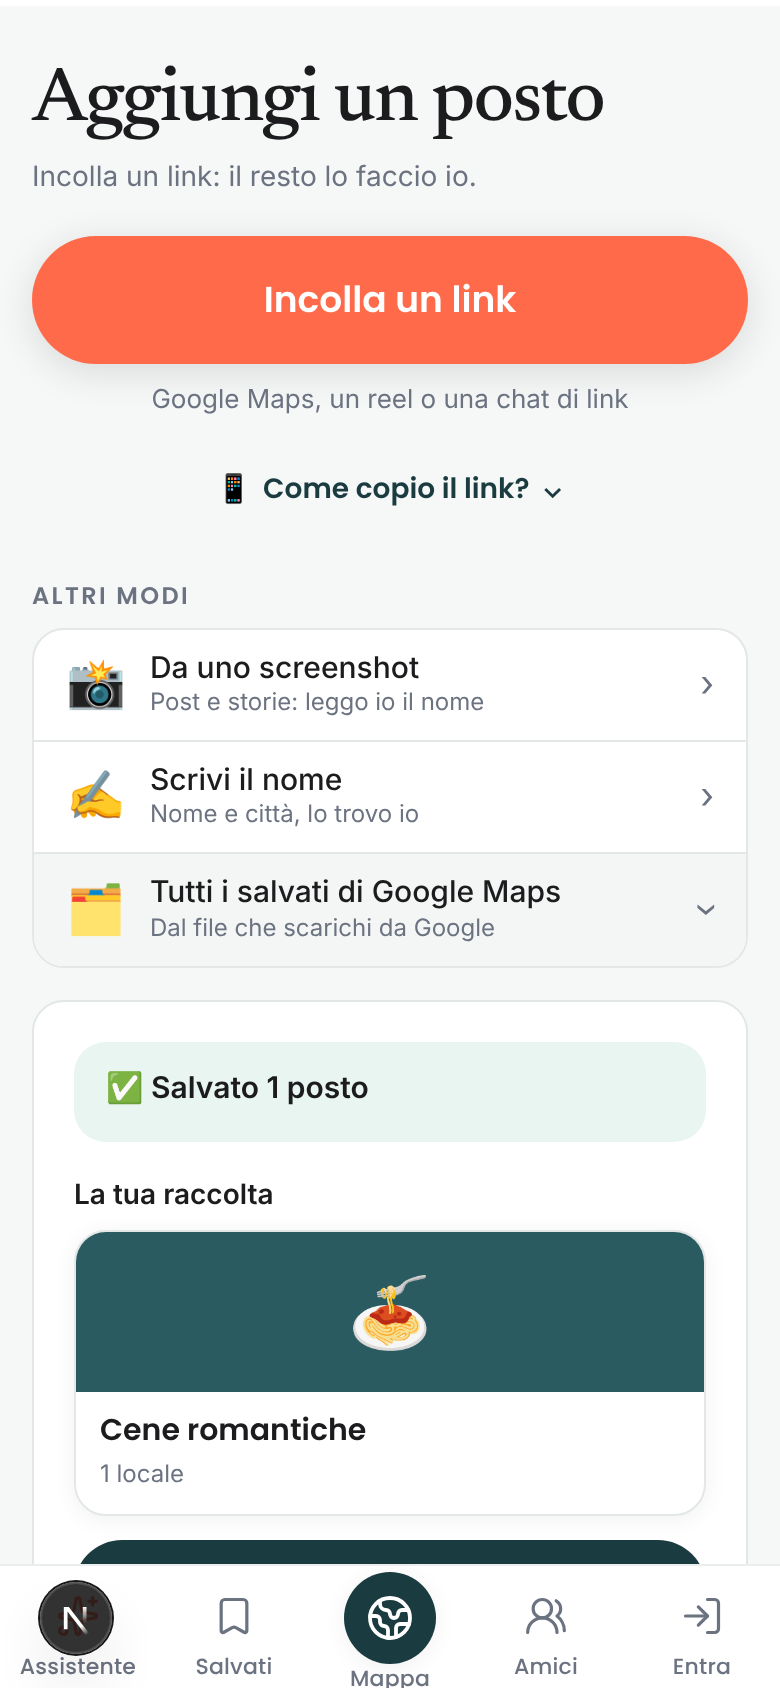 Aggiungi un posto
Incolla un link: il resto lo faccio io.
Incolla un link
Google Maps, un reel o una chat di link
Come copio il link?
ALTRI MODI
Da uno screenshot
Post e storie: leggo io il nome
Scrivi il nome
Nome e città, lo trovo io
Tutti i salvati di Google Maps
Dal file che scarichi da Google
Salvato 1 posto
La tua raccolta
Cene romantiche
1 locale
N
Assistente
Salvati
Mappa
Amici
Entra